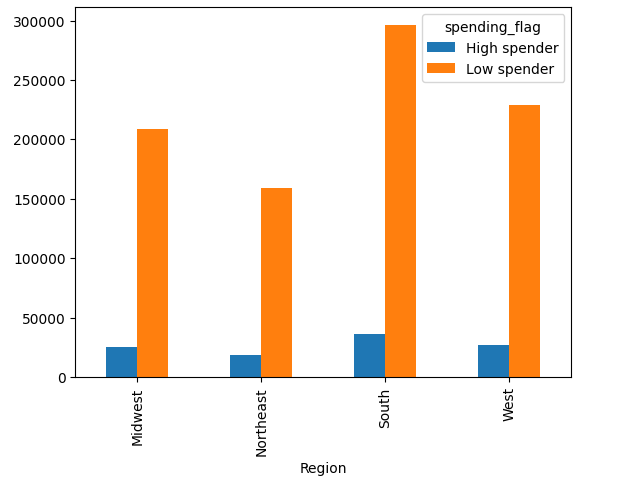 300000
250000
200000
150000
100000
50000
0
spending_flag
High spender
Low spender
Midwest
Northeast
South
West
Region